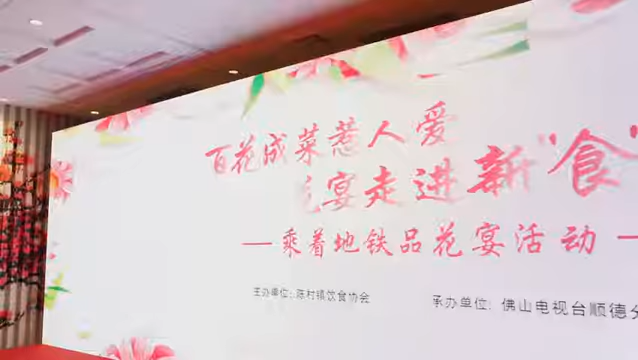 百花成菜惹人爱
花宴走进新"食"
— 乘着地铁品花宴活动 —
主办单位: 陈村镇饮食协会
承办单位: 佛山电视台顺德分